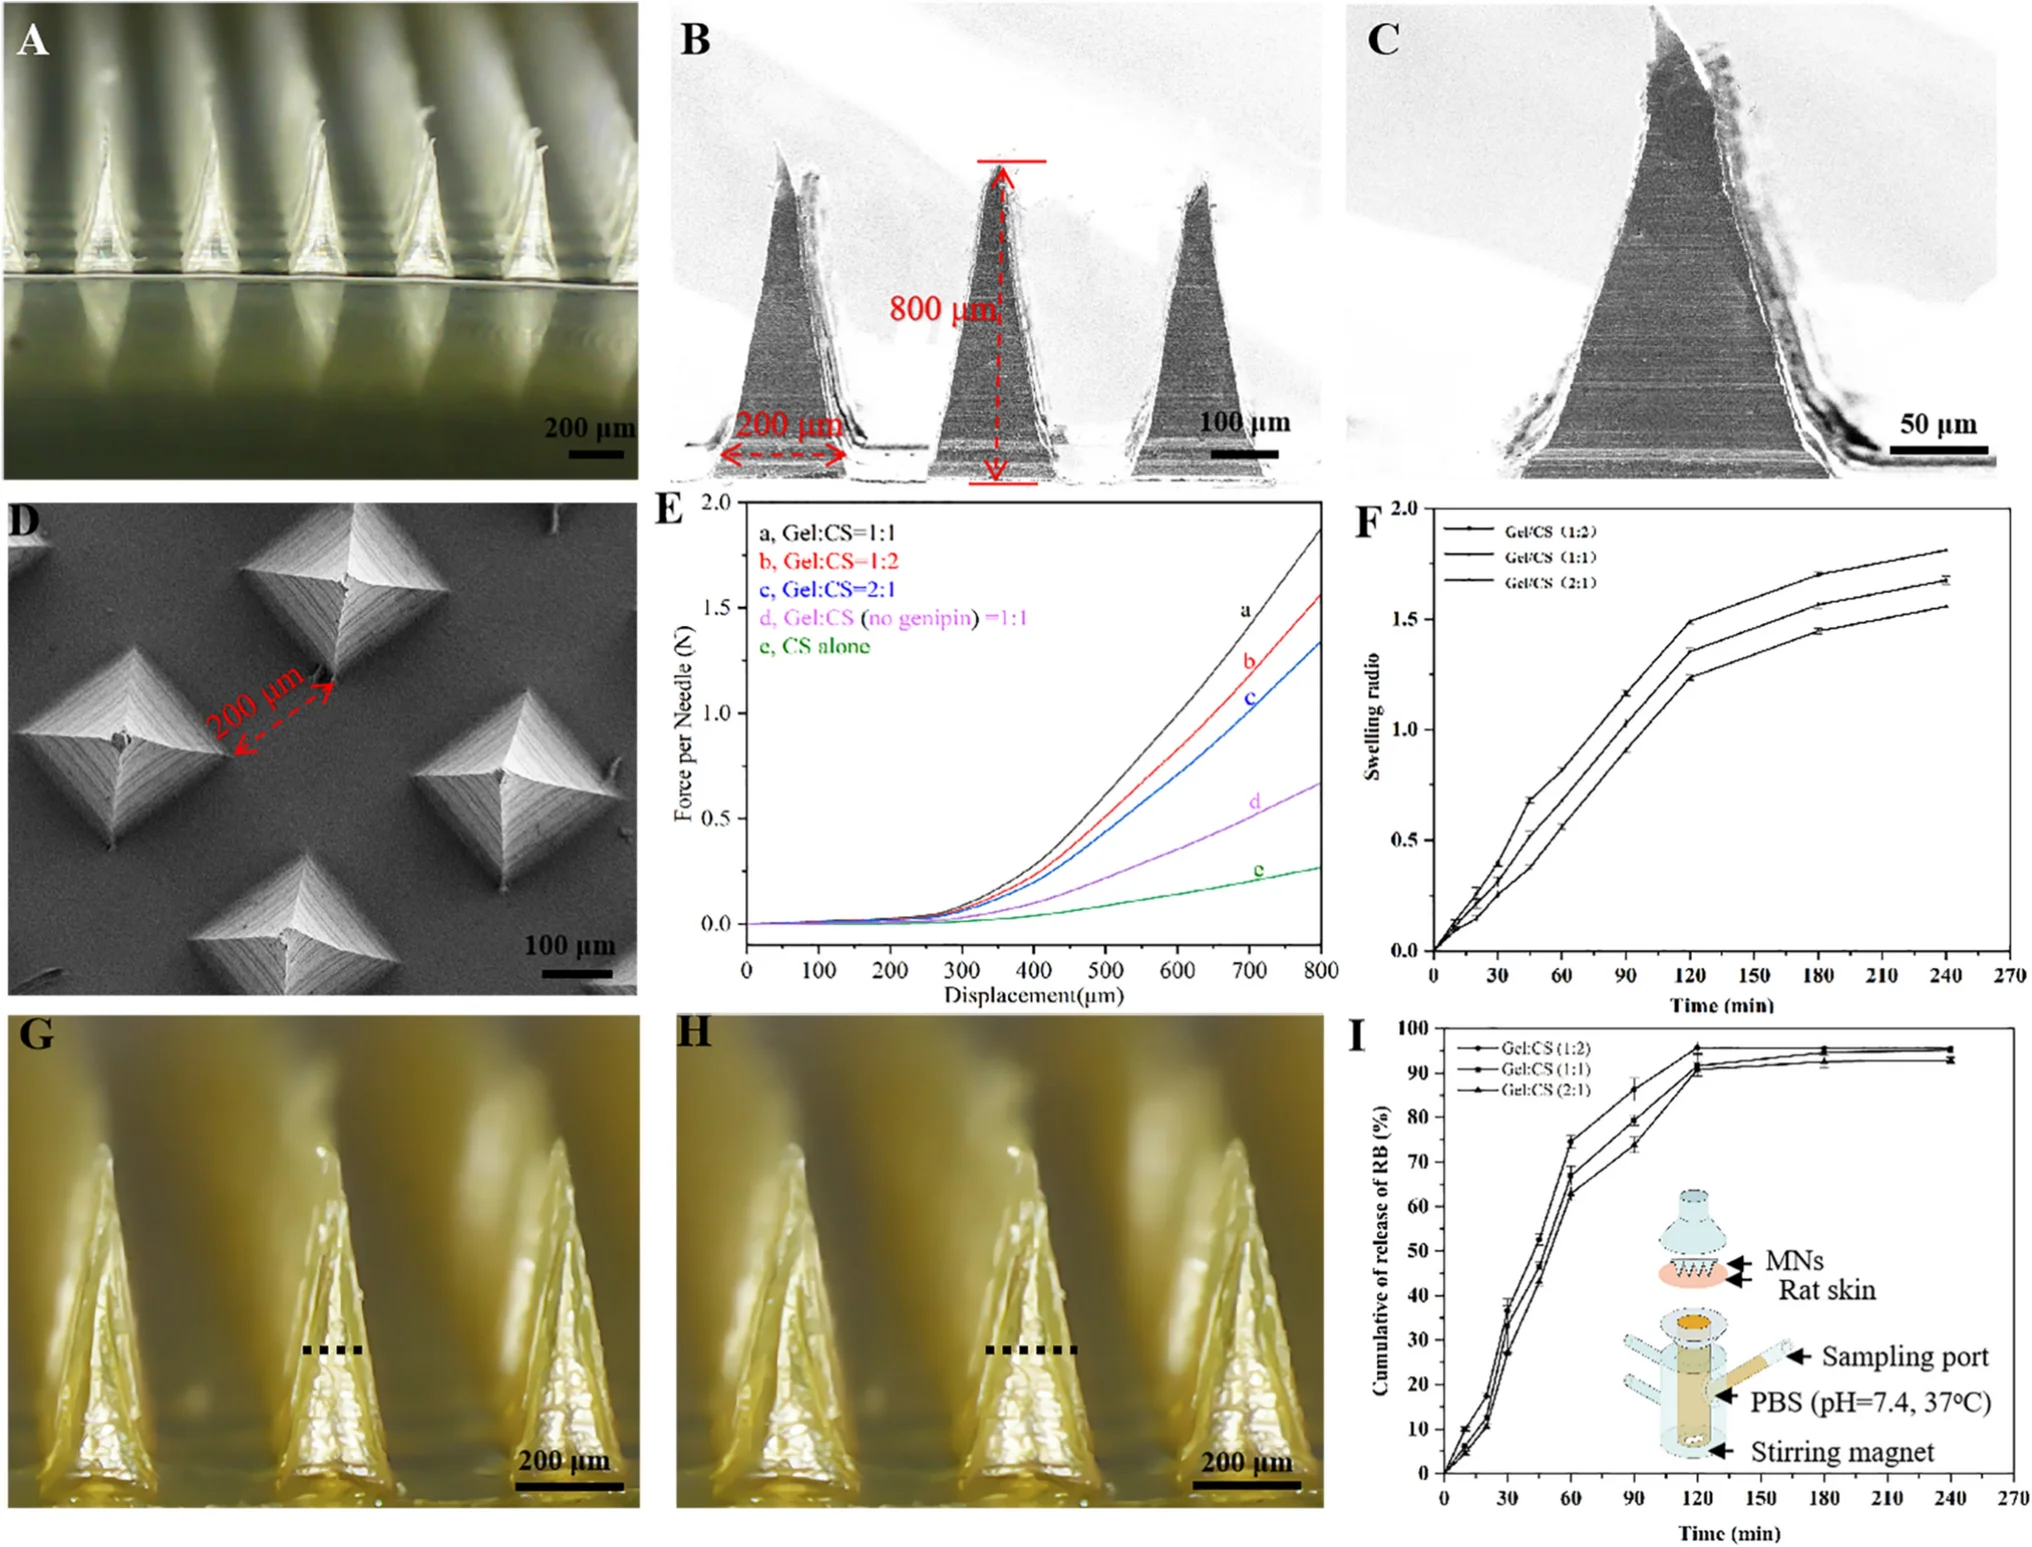 A
200 μm
B
800 μm
200 μm
100 μm
C
50 μm
D
200 μm
100 μm
E
2.0
1.5
1.0
0.5
0.0
Force per Needle (N)
a, Gel:CS=1:1
b, Gel:CS=1:2
c, Gel:CS=2:1
d, Gel:CS (no genipin) =1:1
e, CS alone
a
b
c
d
e
0 100 200 300 400 500 600 700 800
Displacement(μm)
F
2.0
1.5
1.0
0.5
0.0
Swelling radio
Gel/CS (1:2)
Gel/CS (1:1)
Gel/CS (2:1)
0 30 60 90 120 150 180 210 240 270
Time (min)
G
200 μm
H
200 μm
I
100
90
80
70
60
50
40
30
20
10
0
Cumulative of release of RB (%)
Gel:CS (1:2)
Gel:CS (1:1)
Gel:CS (2:1)
MNs
Rat skin
Sampling port
PBS (pH=7.4, 37°C)
Stirring magnet
0 30 60 90 120 150 180 210 240 270
Time (min)